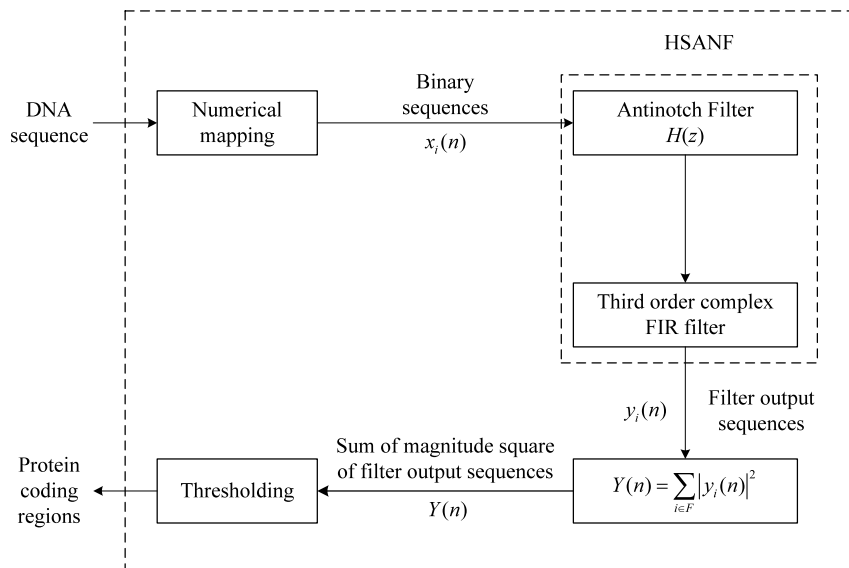 HSANF
DNA
sequence
Numerical
mapping
Binary
sequences
x_i(n)
Antinotch Filter
H(z)
Third order complex
FIR filter
y_i(n)
Filter output
sequences
Y(n) = ∑_{i∈F} |y_i(n)|^2
Sum of magnitude square
of filter output sequences
Y(n)
Thresholding
Protein
coding
regions